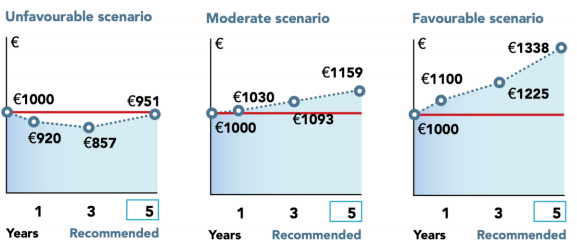 Unfavourable scenario
€
€1000
€951
€920
€857
1 3 5
Years Recommended
Moderate scenario
€
€1159
€1030
€1000
€1093
1 3 5
Years Recommended
Favourable scenario
€
€1338
€1100
€1225
€1000
1 3 5
Years Recommended